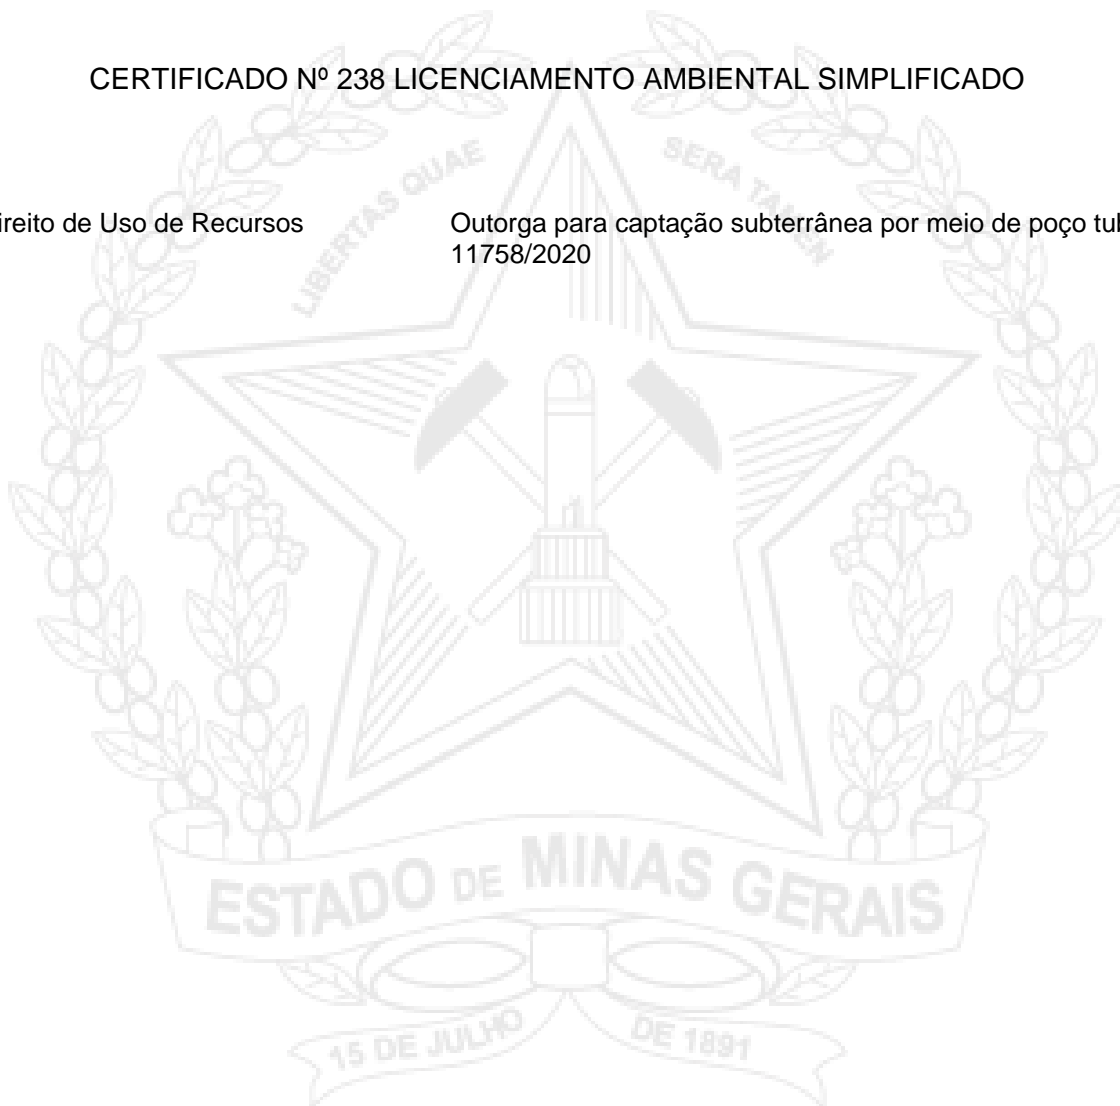 CERTIFICADO Nº 238 LICENCIAMENTO AMBIENTAL SIMPLIFICADO
LIBERTAS QUAE SERA TAMEN
ireito de Uso de Recursos
Outorga para captação subterrânea por meio de poço tub
11758/2020
ESTADO DE MINAS GERAIS
15 DE JULHO DE 1891